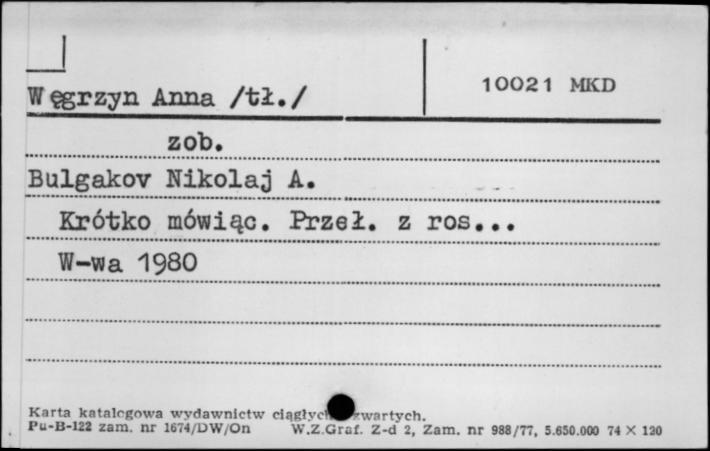 10021 MKD
Węgrzyn Anna /tł./
zob.
Bulgakov Nikolaj A.
Krótko mówiąc. Przeł. z ros...
W-wa 1980
Karta katalogowa wydawnictw ciągłych zwartych.
Pu-B-122 zam. nr 1674/DW/On W.Z.Graf. Z-d 2, Zam. nr 988/77, 5.650.000 74 × 120